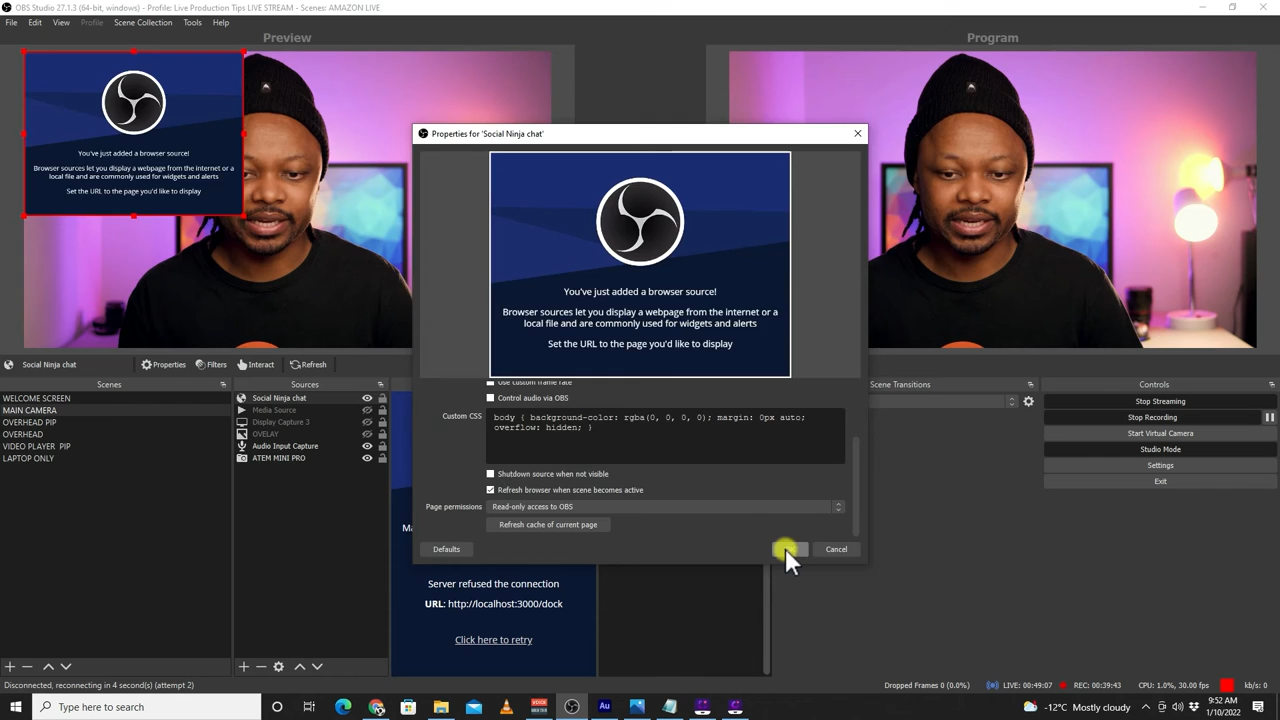 OBS Studio 27.1.3 (64-bit, windows) - Profile: Live Production Tips LIVE STREAM - Scenes: AMAZON LIVE
File Edit View Profile Scene Collection Tools Help
Preview
Program
You've just added a browser source!
Browser sources let you display a webpage from the internet or a
local file and are commonly used for widgets and alerts
Set the URL to the page you'd like to display
Properties for 'Social Ninja chat'
You've just added a browser source!
Browser sources let you display a webpage from the internet or a
local file and are commonly used for widgets and alerts
Set the URL to the page you'd like to display
Use custom frame rate
Control audio via OBS
Custom CSS
body { background-color: rgba(0, 0, 0, 0); margin: 0px auto;
overflow: hidden; }
Shutdown source when not visible
Refresh browser when scene becomes active
Page permissions Read-only access to OBS
Refresh cache of current page
Defaults
Cancel
Social Ninja chat Properties Filters Interact Refresh
Scenes
WELCOME SCREEN
MAIN CAMERA
OVERHEAD PIP
OVERHEAD
VIDEO PLAYER PIP
LAPTOP ONLY
Sources
Social Ninja chat
Media Source
Display Capture 3
OVELAY
Audio Input Capture
ATEM MINI PRO
Server refused the connection
URL: http://localhost:3000/dock
Click here to retry
Scene Transitions
Controls
Stop Streaming
Stop Recording
Start Virtual Camera
Studio Mode
Settings
Exit
Disconnected, reconnecting in 4 second(s) (attempt 2)
Dropped Frames 0 (0.0%) LIVE: 00:49:07 REC: 00:39:43 CPU: 1.0%, 30.00 fps kb/s: 0
Type here to search
-12°C Mostly cloudy
9:52 AM
1/10/2022